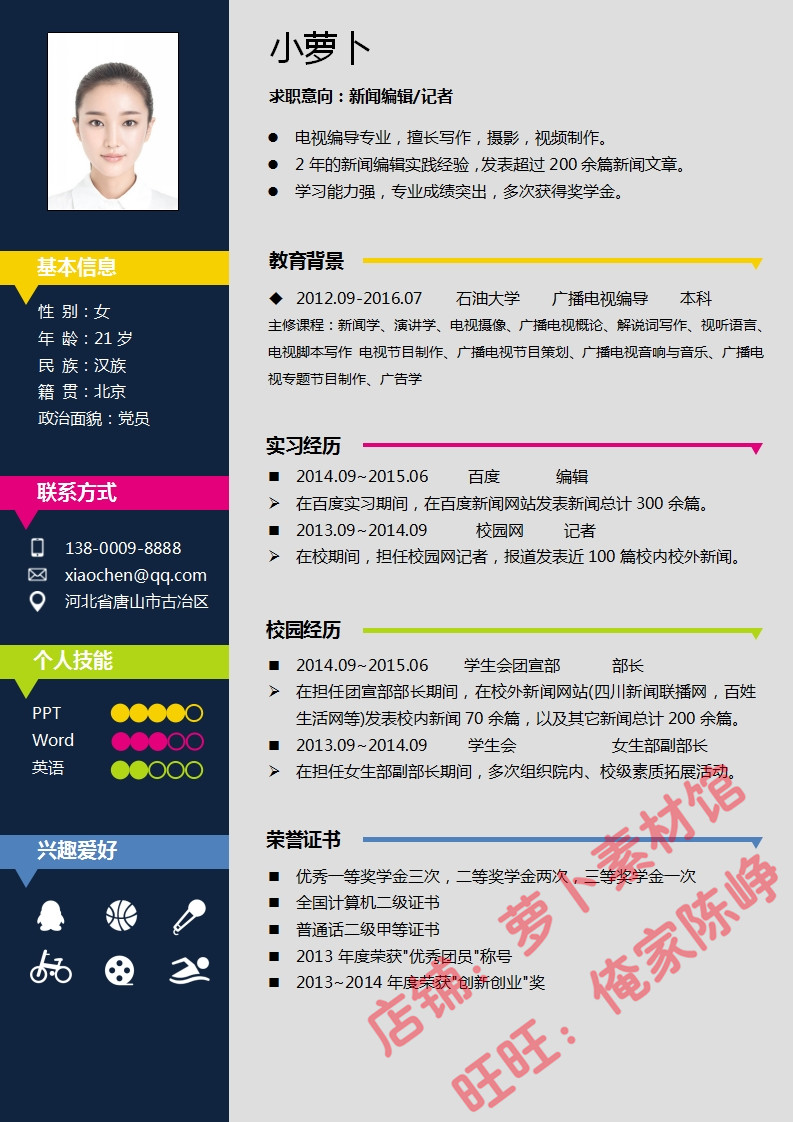 小萝卜
求职意向：新闻编辑/记者
● 电视编导专业，擅长写作，摄影，视频制作。
● 2 年的新闻编辑实践经验，发表超过 200 余篇新闻文章。
● 学习能力强，专业成绩突出，多次获得奖学金。
基本信息
性 别：女
年 龄：21 岁
民 族：汉族
籍 贯：北京
政治面貌：党员
联系方式
138-0009-8888
xiaochen@qq.com
河北省唐山市古冶区
个人技能
PPT
Word
英语
兴趣爱好
教育背景
◆ 2012.09-2016.07 石油大学 广播电视编导 本科
主修课程：新闻学、演讲学、电视摄像、广播电视概论、解说词写作、视听语言、
电视脚本写作 电视节目制作、广播电视节目策划、广播电视音响与音乐、广播电
视专题节目制作、广告学
实习经历
■ 2014.09~2015.06 百度 编辑
➢ 在百度实习期间，在百度新闻网站发表新闻总计 300 余篇。
■ 2013.09~2014.09 校园网 记者
➢ 在校期间，担任校园网记者，报道发表近 100 篇校内校外新闻。
校园经历
■ 2014.09~2015.06 学生会团宣部 部长
➢ 在担任团宣部部长期间，在校外新闻网站(四川新闻联播网，百姓
生活网等)发表校内新闻 70 余篇，以及其它新闻总计 200 余篇。
■ 2013.09~2014.09 学生会 女生部副部长
➢ 在担任女生部副部长期间，多次组织院内、校级素质拓展活动。
荣誉证书
■ 优秀一等奖学金三次，二等奖学金两次，三等奖学金一次
■ 全国计算机二级证书
■ 普通话二级甲等证书
■ 2013 年度荣获"优秀团员"称号
■ 2013~2014 年度荣获"创新创业"奖
店铺：萝卜素材馆
旺旺：俺家陈峥